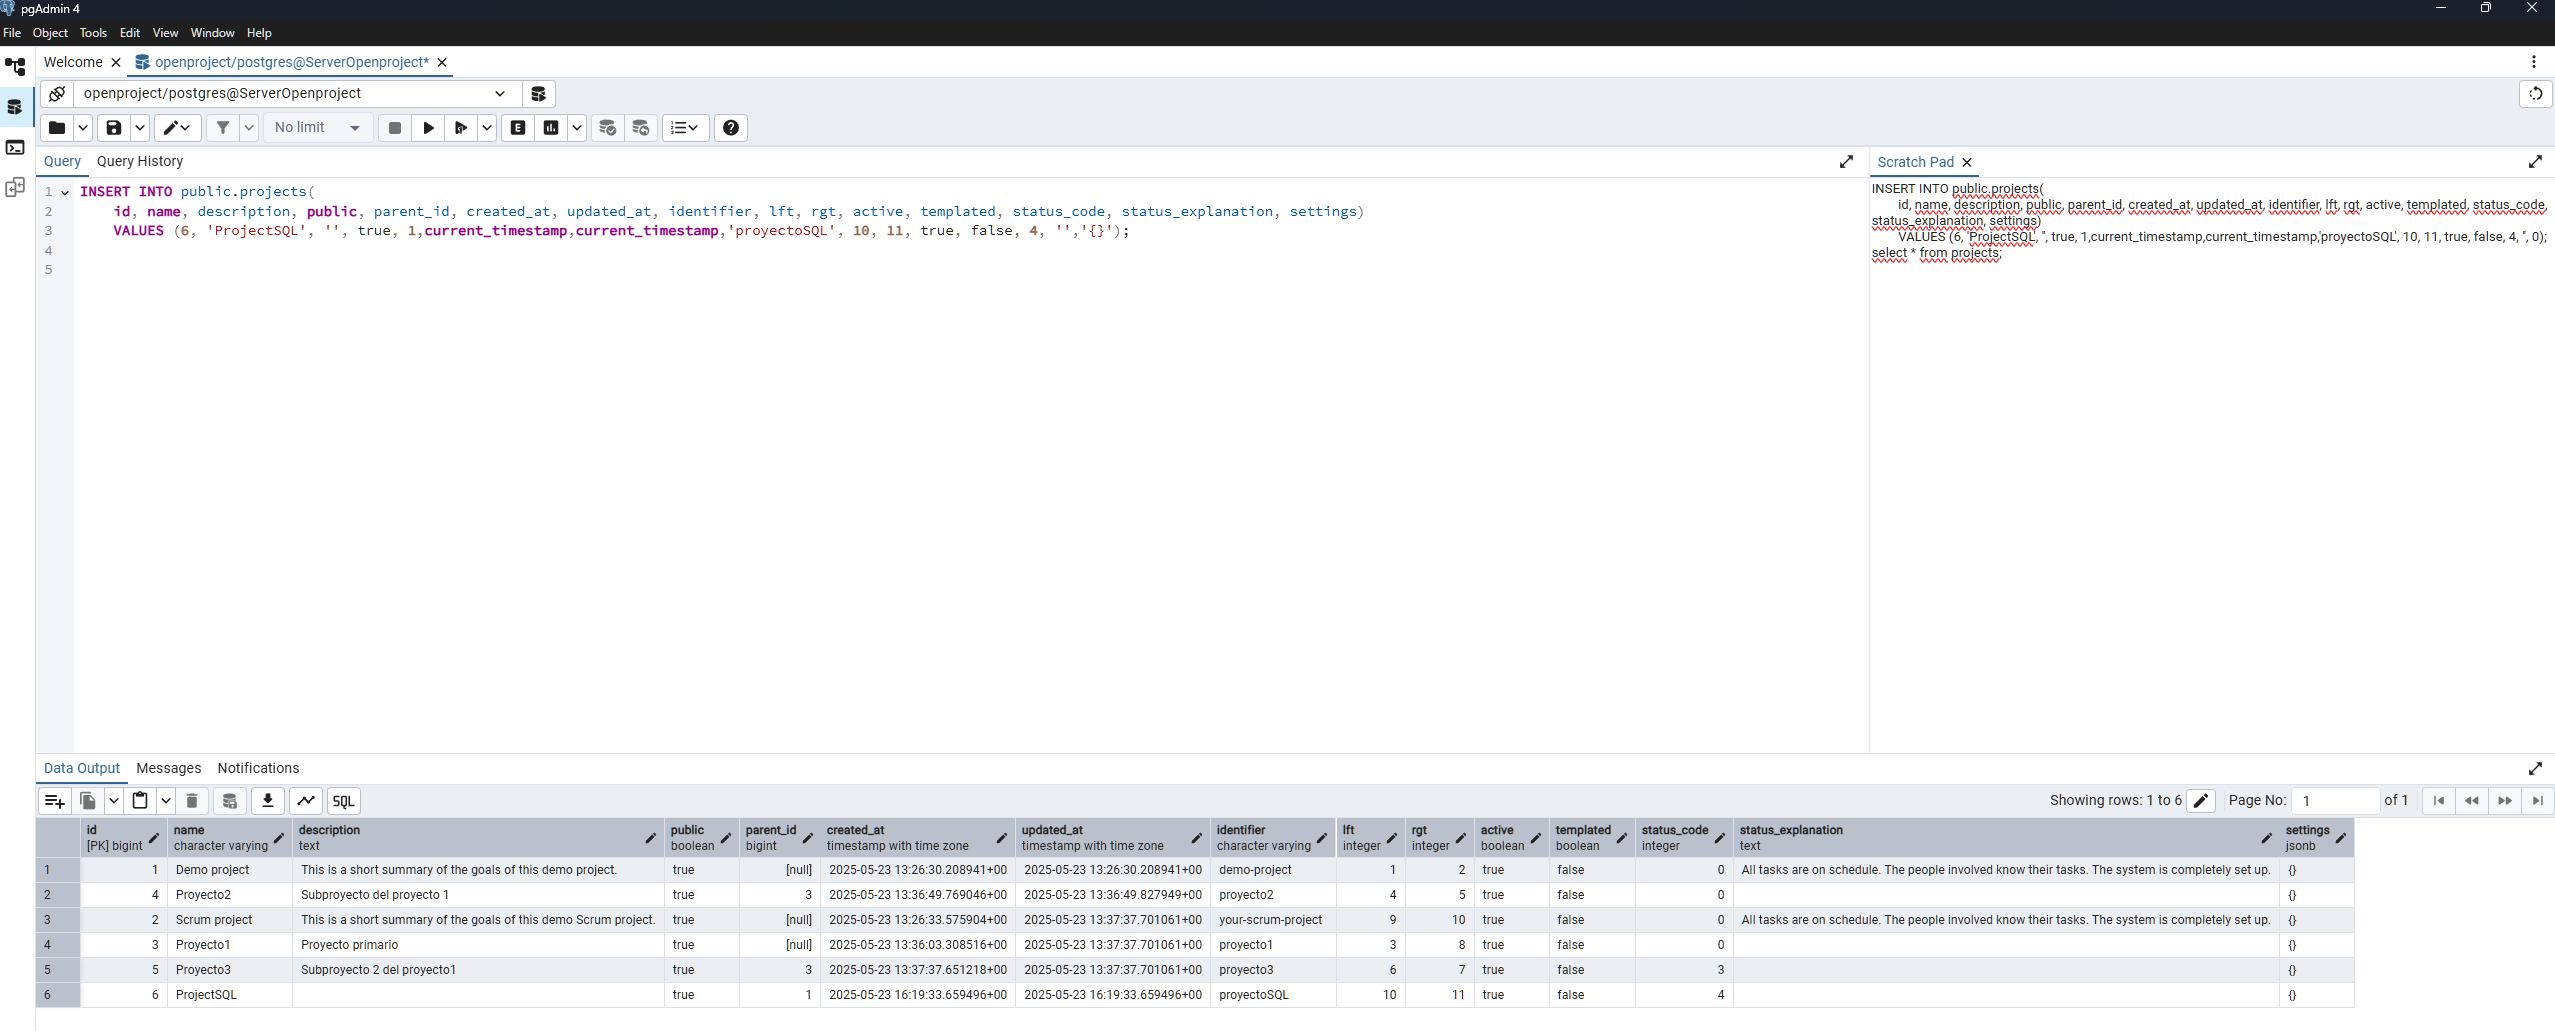 pgAdmin 4
File Object Tools Edit View Window Help
Welcome openproject/postgres@ServerOpenproject*
openproject/postgres@ServerOpenproject
No limit
Query Query History
Scratch Pad
1 INSERT INTO public.projects(
2 id, name, description, public, parent_id, created_at, updated_at, identifier, lft, rgt, active, templated, status_code, status_explanation, settings)
3 VALUES (6, 'ProjectSQL', '', true, 1,current_timestamp,current_timestamp,'proyectoSQL', 10, 11, true, false, 4, '','{}');
4
5
INSERT INTO public.projects(
id, name, description, public, parent_id, created_at, updated_at, identifier, lft, rgt, active, templated, status_code,
status_explanation, settings)
VALUES (6, 'ProjectSQL', '', true, 1,current_timestamp,current_timestamp,'proyectoSQL', 10, 11, true, false, 4, '', 0);
select * from projects;
Data Output Messages Notifications
SQL Showing rows: 1 to 6 Page No: 1 of 1
id name description public parent_id created_at updated_at identifier lft rgt active templated status_code status_explanation settings
[PK] bigint character varying text boolean bigint timestamp with time zone timestamp with time zone character varying integer integer boolean boolean integer text jsonb
1 1 Demo project This is a short summary of the goals of this demo project. true [null] 2025-05-23 13:26:30.208941+00 2025-05-23 13:26:30.208941+00 demo-project 1 2 true false 0 All tasks are on schedule. The people involved know their tasks. The system is completely set up. {}
2 4 Proyecto2 Subproyecto del proyecto 1 true 3 2025-05-23 13:36:49.769046+00 2025-05-23 13:36:49.827949+00 proyecto2 4 5 true false 0 {}
3 2 Scrum project This is a short summary of the goals of this demo Scrum project. true [null] 2025-05-23 13:26:33.575904+00 2025-05-23 13:37:37.701061+00 your-scrum-project 9 10 true false 0 All tasks are on schedule. The people involved know their tasks. The system is completely set up. {}
4 3 Proyecto1 Proyecto primario true [null] 2025-05-23 13:36:03.308516+00 2025-05-23 13:37:37.701061+00 proyecto1 3 8 true false 0 {}
5 5 Proyecto3 Subproyecto 2 del proyecto1 true 3 2025-05-23 13:37:37.651218+00 2025-05-23 13:37:37.701061+00 proyecto3 6 7 true false 3 {}
6 6 ProjectSQL true 1 2025-05-23 16:19:33.659496+00 2025-05-23 16:19:33.659496+00 proyectoSQL 10 11 true false 4 {}